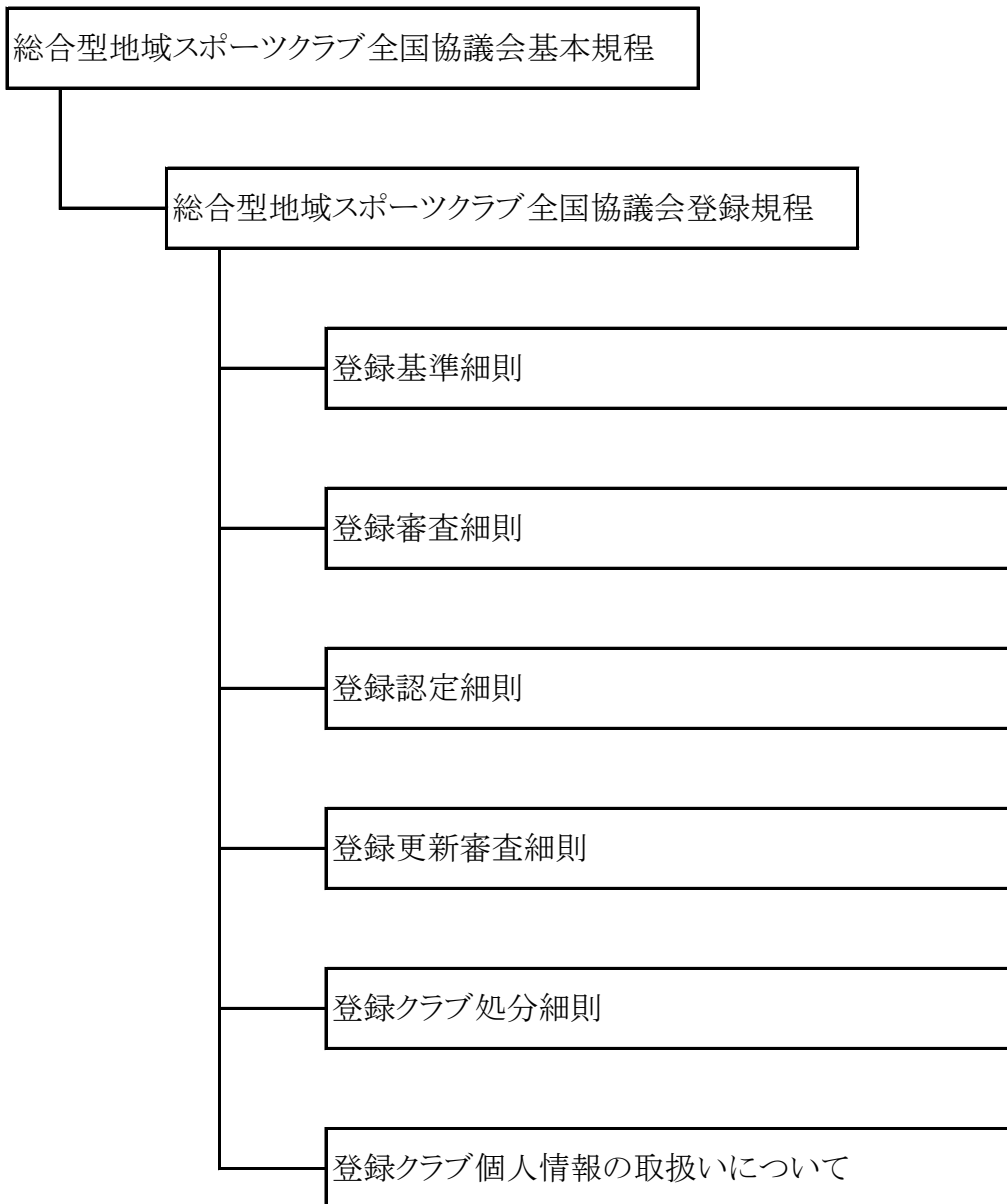 総合型地域スポーツクラブ全国協議会基本規程
総合型地域スポーツクラブ全国協議会登録規程
登録基準細則
登録審査細則
登録認定細則
登録更新審査細則
登録クラブ処分細則
登録クラブ個人情報の取扱いについて